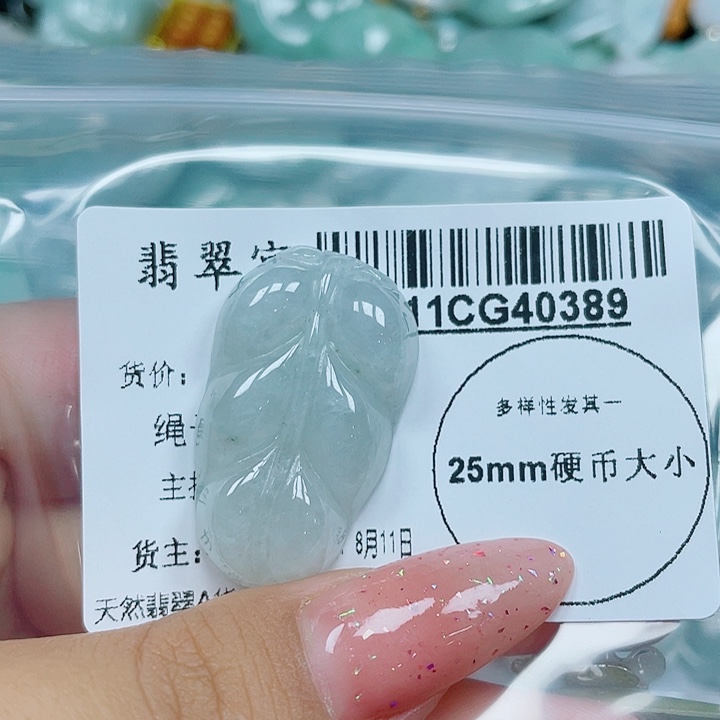 翡翠
11CG40389
货价：
多样性发其一
绳
25mm硬币大小
主
货主：
8月11日
天然翡翠A货